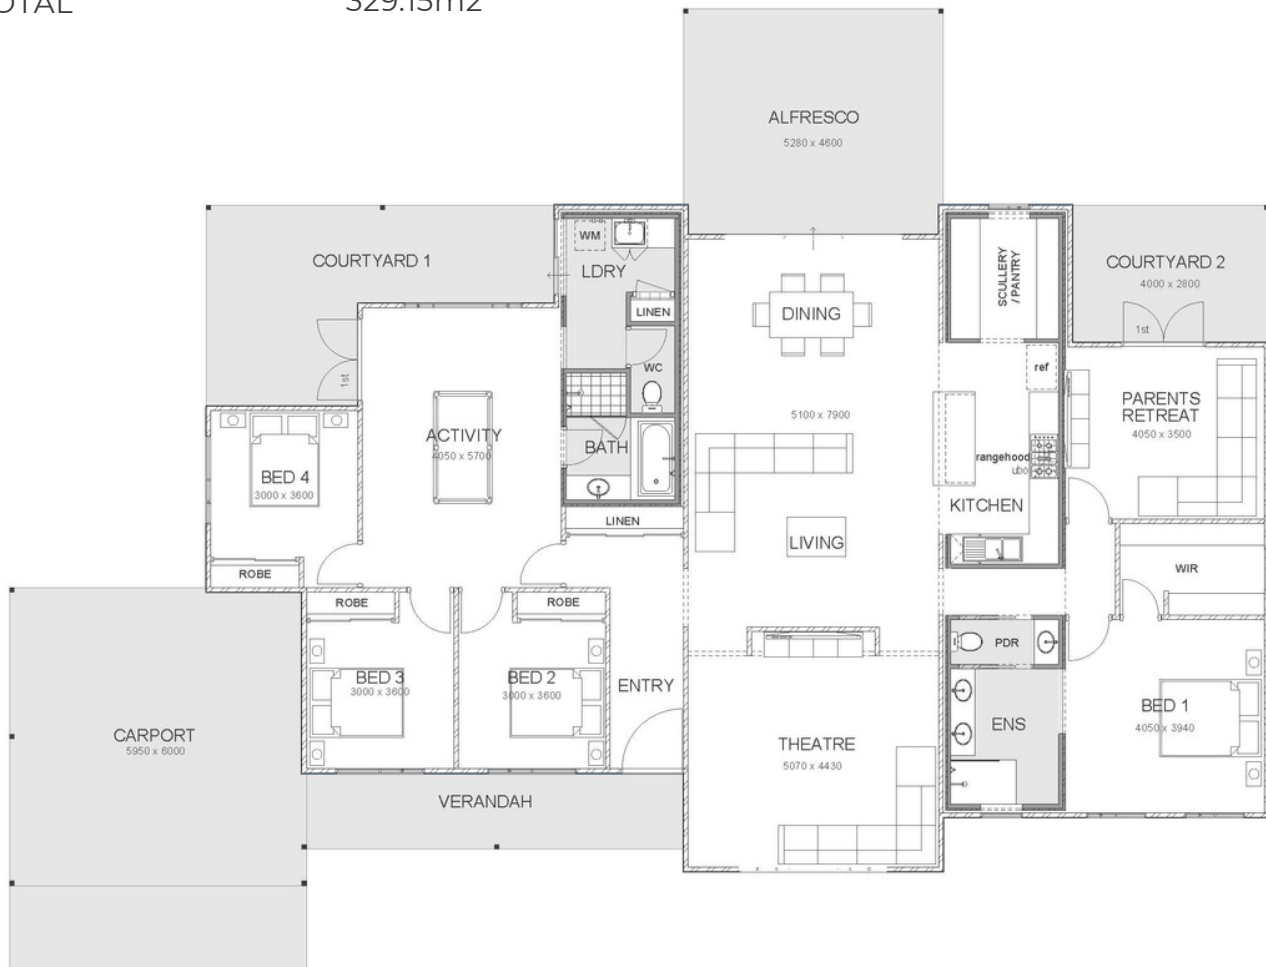 OTAL 329.15m2
ALFRESCO
5280 x 4600
COURTYARD 1
WM
LDRY
LINEN
WC
BATH
LINEN
1st
ACTIVITY
4050 x 5700
BED 4
3000 x 3600
ROBE
ROBE
ROBE
BED 3
3000 x 3600
BED 2
3000 x 3600
ENTRY
CARPORT
5950 x 6000
VERANDAH
DINING
5100 x 7900
LIVING
THEATRE
5070 x 4430
SCULLERY
/ PANTRY
ref
rangehood
ubo
KITCHEN
COURTYARD 2
4000 x 2800
1st
PARENTS
RETREAT
4050 x 3500
WIR
PDR
ENS
BED 1
4050 x 3940